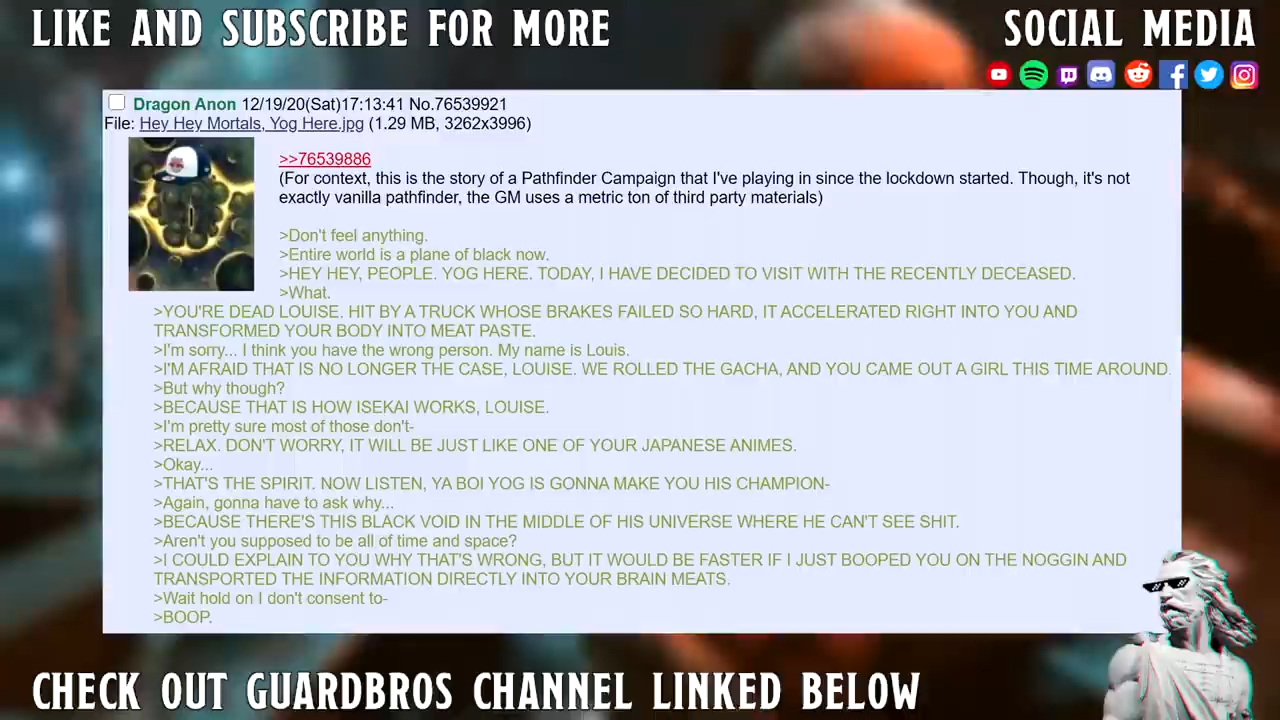 LIKE AND SUBSCRIBE FOR MORE
SOCIAL MEDIA
Dragon Anon 12/19/20(Sat)17:13:41 No.76539921
File: Hey Hey Mortals, Yog Here.jpg (1.29 MB, 3262x3996)
>>76539886
(For context, this is the story of a Pathfinder Campaign that I've playing in since the lockdown started. Though, it's not
exactly vanilla pathfinder, the GM uses a metric ton of third party materials)
>Don't feel anything.
>Entire world is a plane of black now.
>HEY HEY, PEOPLE. YOG HERE. TODAY, I HAVE DECIDED TO VISIT WITH THE RECENTLY DECEASED.
>What.
>YOU'RE DEAD LOUISE. HIT BY A TRUCK WHOSE BRAKES FAILED SO HARD, IT ACCELERATED RIGHT INTO YOU AND
TRANSFORMED YOUR BODY INTO MEAT PASTE.
>I'm sorry... I think you have the wrong person. My name is Louis.
>I'M AFRAID THAT IS NO LONGER THE CASE, LOUISE. WE ROLLED THE GACHA, AND YOU CAME OUT A GIRL THIS TIME AROUND.
>But why though?
>BECAUSE THAT IS HOW ISEKAI WORKS, LOUISE.
>I'm pretty sure most of those don't-
>RELAX. DON'T WORRY, IT WILL BE JUST LIKE ONE OF YOUR JAPANESE ANIMES.
>Okay...
>THAT'S THE SPIRIT. NOW LISTEN, YA BOI YOG IS GONNA MAKE YOU HIS CHAMPION-
>Again, gonna have to ask why...
>BECAUSE THERE'S THIS BLACK VOID IN THE MIDDLE OF HIS UNIVERSE WHERE HE CAN'T SEE SHIT.
>Aren't you supposed to be all of time and space?
>I COULD EXPLAIN TO YOU WHY THAT'S WRONG, BUT IT WOULD BE FASTER IF I JUST BOOPED YOU ON THE NOGGIN AND
TRANSPORTED THE INFORMATION DIRECTLY INTO YOUR BRAIN MEATS.
>Wait hold on I don't consent to-
>BOOP.
CHECK OUT GUARDBROS CHANNEL LINKED BELOW